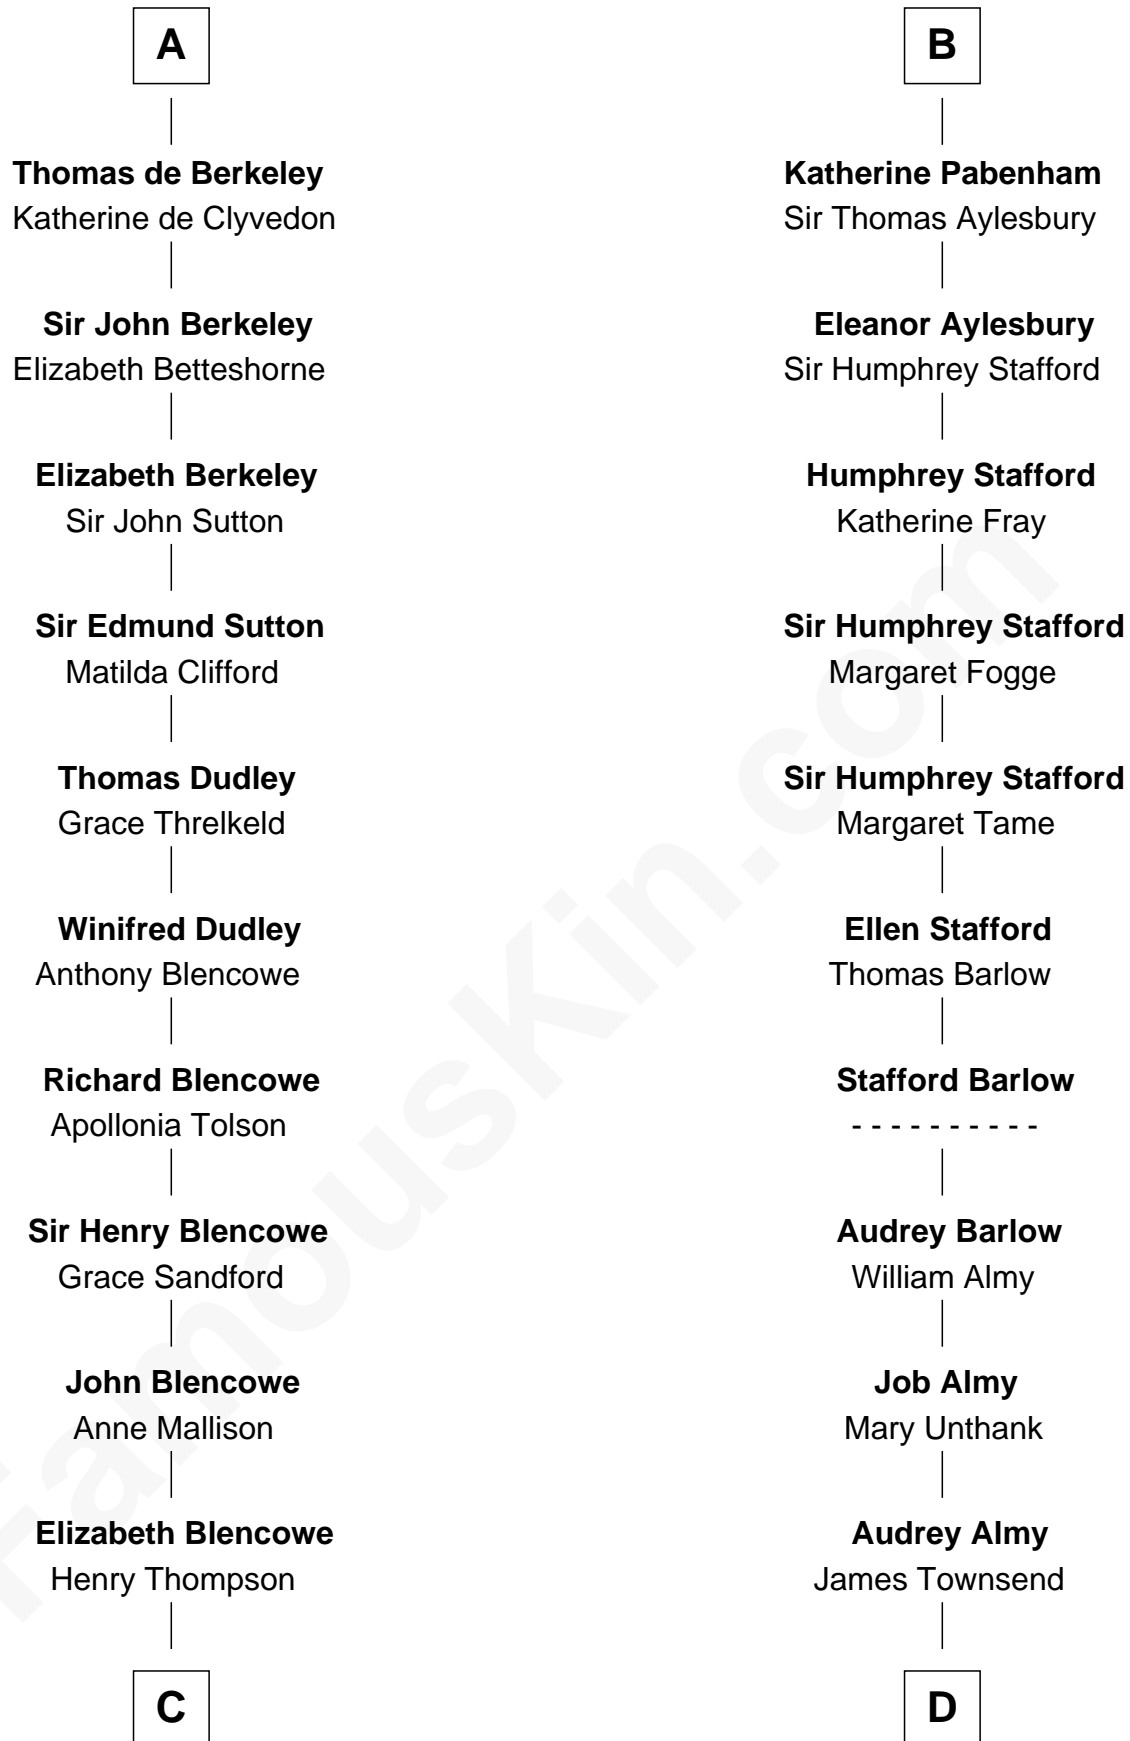 A
Thomas de Berkeley
Katherine de Clyvedon
Sir John Berkeley
Elizabeth Betteshorne
Elizabeth Berkeley
Sir John Sutton
Sir Edmund Sutton
Matilda Clifford
Thomas Dudley
Grace Threlkeld
Winifred Dudley
Anthony Blencowe
Richard Blencowe
Apollonia Tolson
Sir Henry Blencowe
Grace Sandford
John Blencowe
Anne Mallison
Elizabeth Blencowe
Henry Thompson
C
B
Katherine Pabenham
Sir Thomas Aylesbury
Eleanor Aylesbury
Sir Humphrey Stafford
Humphrey Stafford
Katherine Fray
Sir Humphrey Stafford
Margaret Fogge
Sir Humphrey Stafford
Margaret Tame
Ellen Stafford
Thomas Barlow
Stafford Barlow
- - - - - - - - - -
Audrey Barlow
William Almy
Job Almy
Mary Unthank
Audrey Almy
James Townsend
D
FamousKin.com